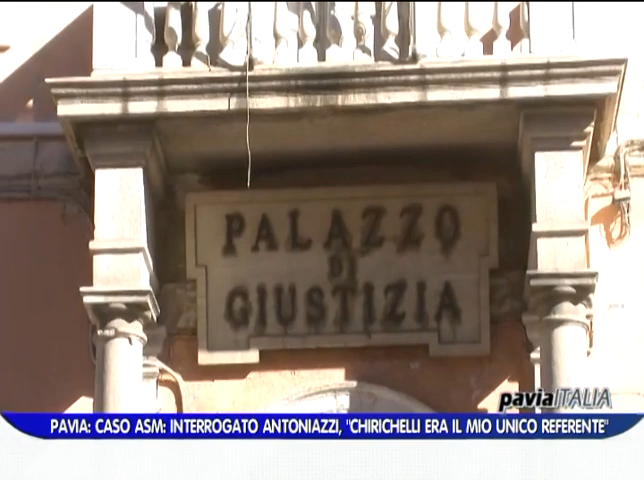 PALAZZO
DI
GIUSTIZIA
paviaITALIA
PAVIA: CASO ASM: INTERROGATO ANTONIAZZI, "CHIRICHELLI ERA IL MIO UNICO REFERENTE"